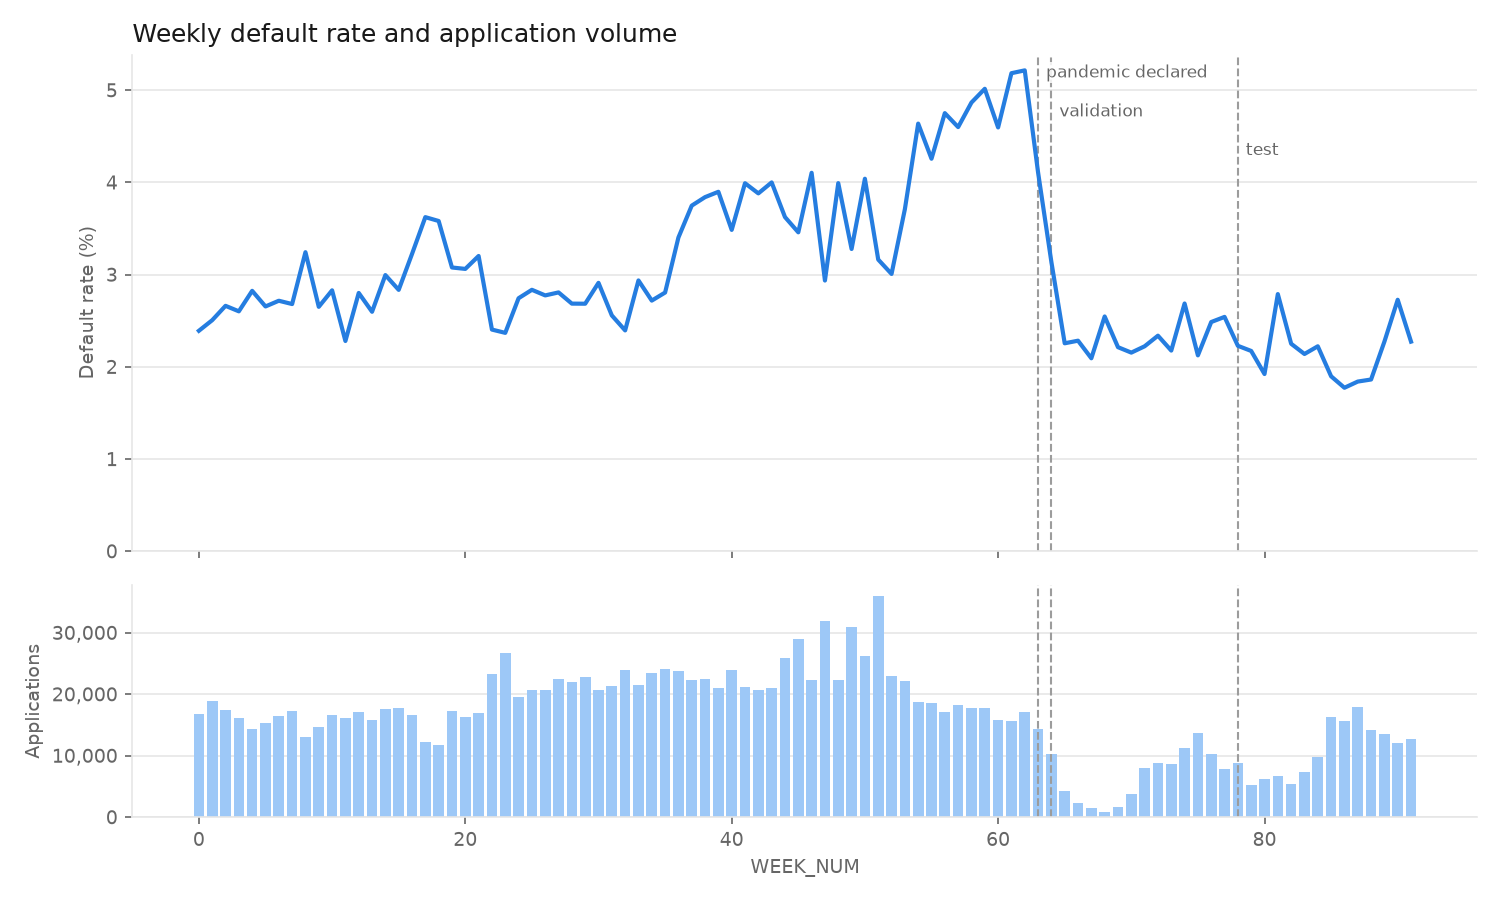 Weekly default rate and application volume
pandemic declared
validation
test
Default rate (%)
5
4
3
2
1
0
Applications
30,000
20,000
10,000
0
0 20 40 60 80
WEEK_NUM